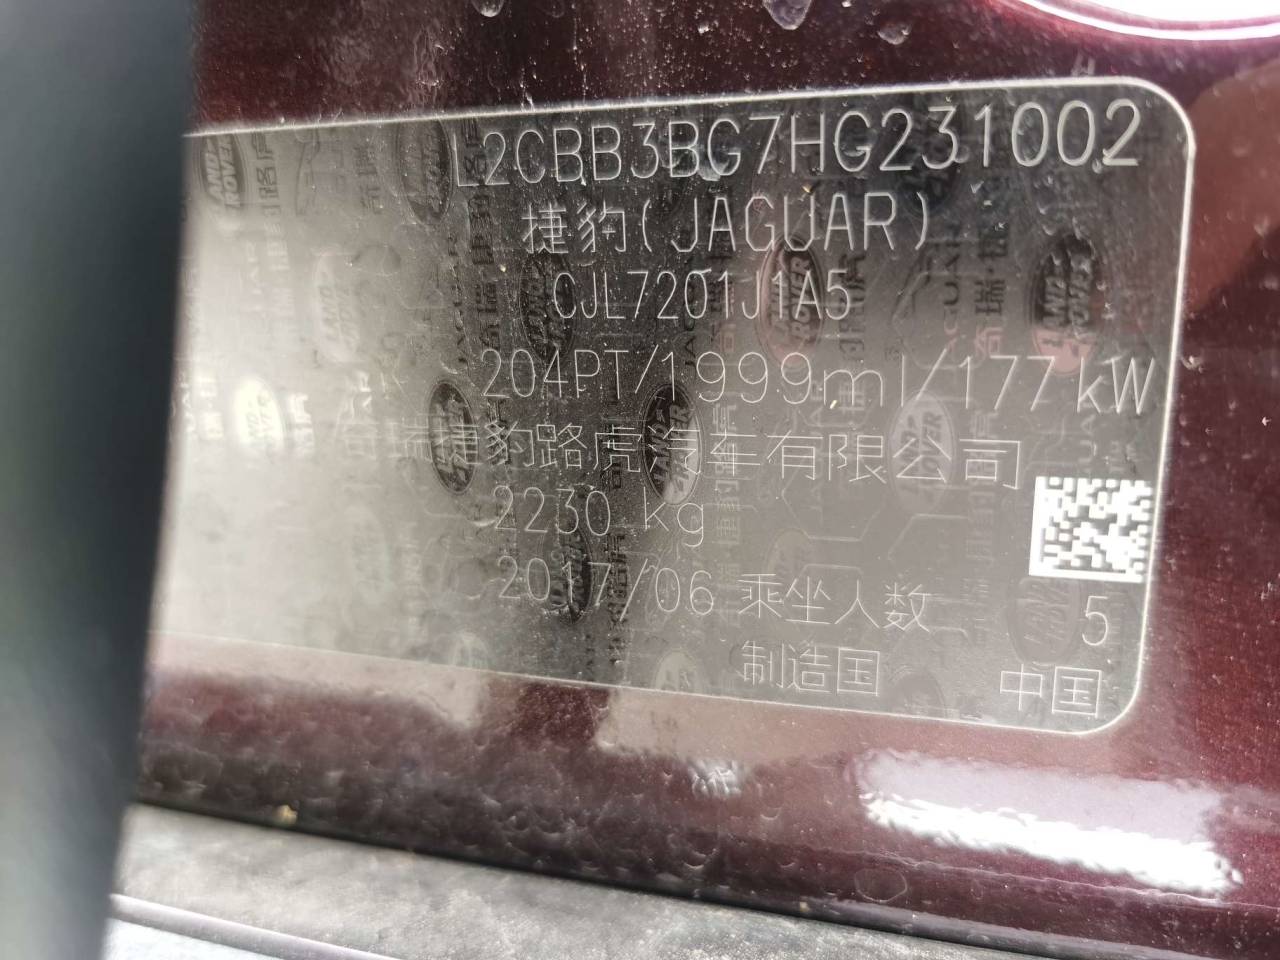 L2CBB3BG7HG231002
捷豹(JAGUAR)
CJL7201J1A5
204PT/1999ml/177kW
瑞捷豹路虎汽车有限公司
2230 kg
2017/06 乘坐人数 5
制造国 中国